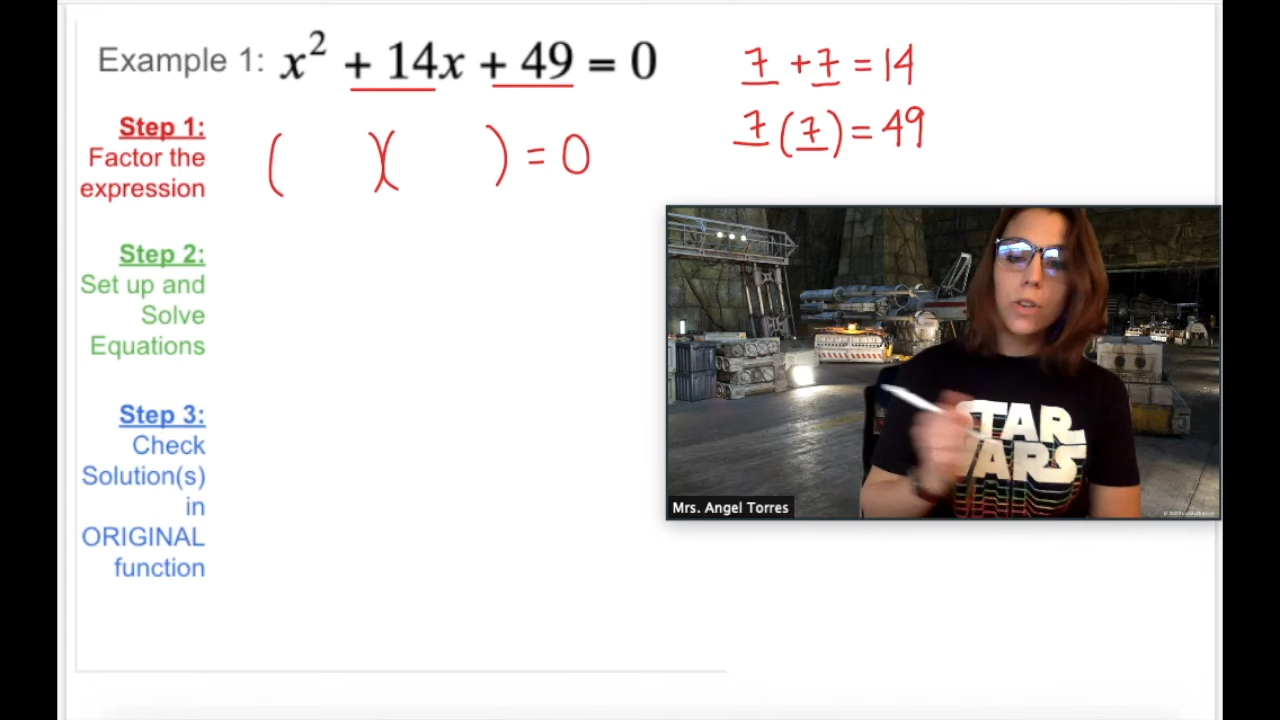 Example 1: x² + 14x + 49 = 0
7 + 7 = 14
7 (7) = 49
Step 1:
Factor the
expression
( )( ) = 0
Step 2:
Set up and
Solve
Equations
Step 3:
Check
Solution(s)
in
ORIGINAL
function
STAR
WARS
Mrs. Angel Torres